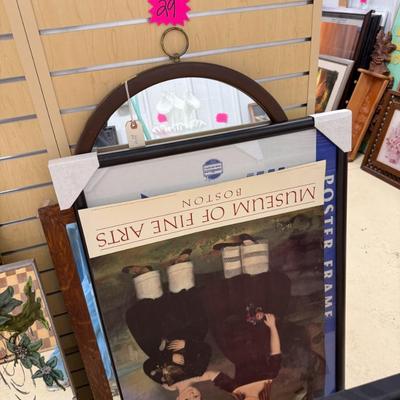 29
MUSEUM OF FINE ARTS
BOSTON
POSTER FRAME